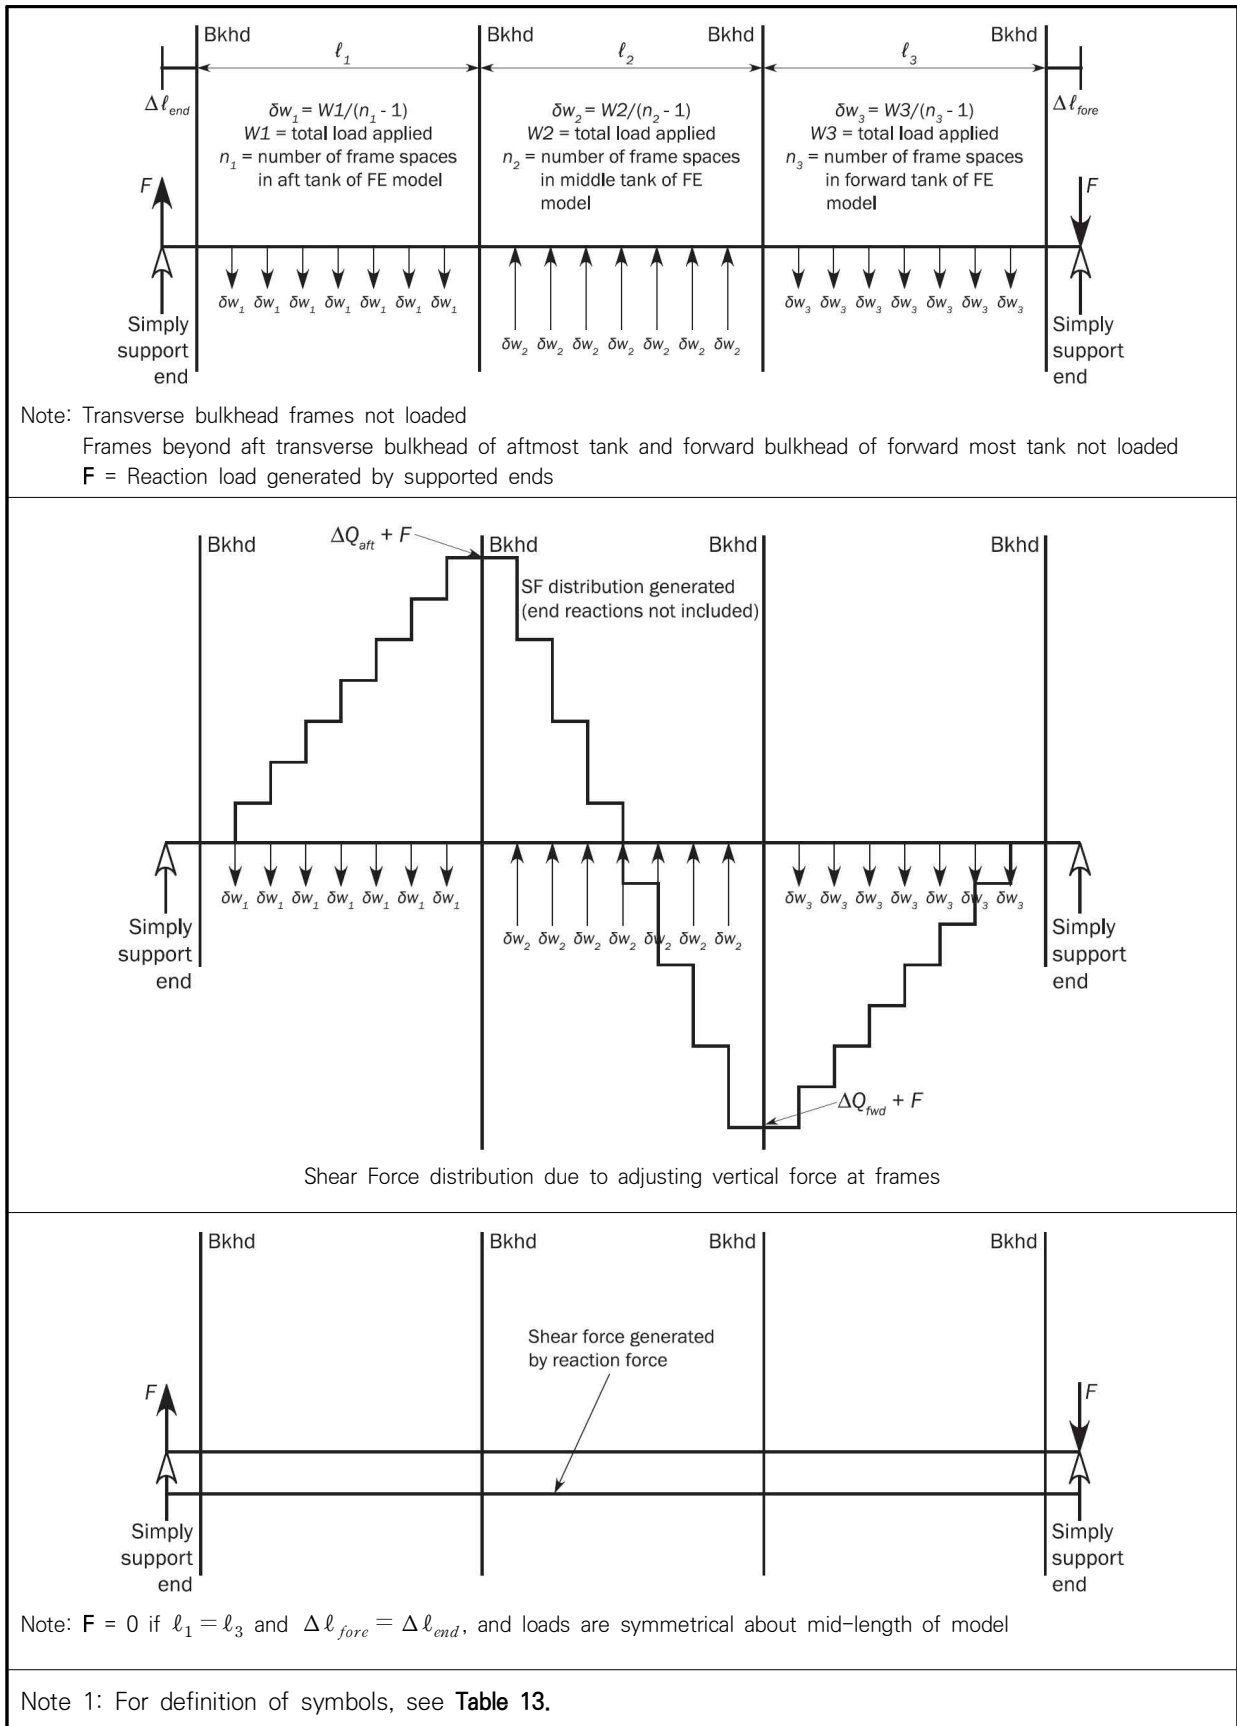 Bkhd Bkhd Bkhd Bkhd
ℓ₁ ℓ₂ ℓ₃
Δℓ_end Δℓ_fore
δw₁ = W1/(n₁ - 1)
W1 = total load applied
n₁ = number of frame spaces
in aft tank of FE model
δw₂ = W2/(n₂ - 1)
W2 = total load applied
n₂ = number of frame spaces
in middle tank of FE
model
δw₃ = W3/(n₃ - 1)
W3 = total load applied
n₃ = number of frame spaces
in forward tank of FE
model
F F
δw₁ δw₁ δw₁ δw₁ δw₁ δw₁ δw₁
δw₂ δw₂ δw₂ δw₂ δw₂ δw₂ δw₂
δw₃ δw₃ δw₃ δw₃ δw₃ δw₃ δw₃
Simply
support
end
Simply
support
end
Note: Transverse bulkhead frames not loaded
Frames beyond aft transverse bulkhead of aftmost tank and forward bulkhead of forward most tank not loaded
F = Reaction load generated by supported ends
Bkhd Bkhd Bkhd Bkhd
ΔQ_aft + F
SF distribution generated
(end reactions not included)
δw₁ δw₁ δw₁ δw₁ δw₁ δw₁ δw₁
δw₂ δw₂ δw₂ δw₂ δw₂ δw₂ δw₂
δw₃ δw₃ δw₃ δw₃ δw₃ δw₃ δw₃
Simply
support
end
Simply
support
end
ΔQ_fwd + F
Shear Force distribution due to adjusting vertical force at frames
Bkhd Bkhd Bkhd Bkhd
Shear force generated
by reaction force
F F
Simply
support
end
Simply
support
end
Note: F = 0 if ℓ₁ = ℓ₃ and Δℓ_fore = Δℓ_end, and loads are symmetrical about mid-length of model
Note 1: For definition of symbols, see Table 13.